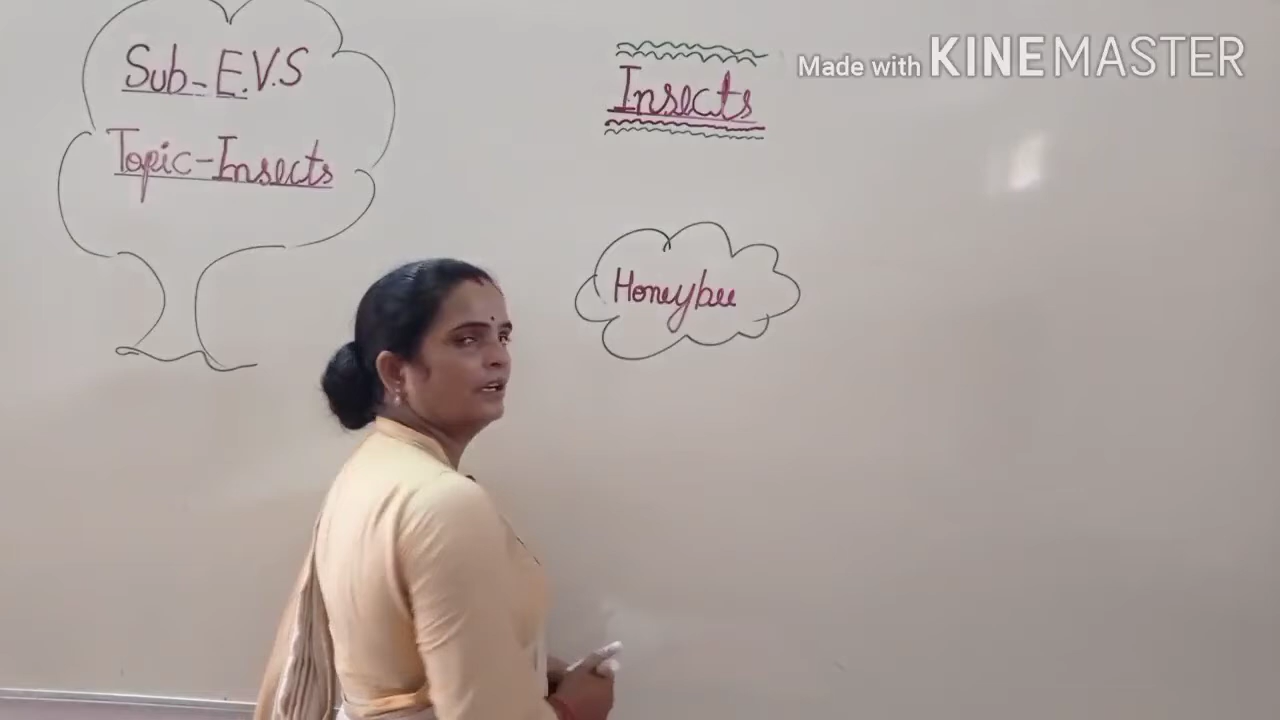 Sub-E.V.S
Topic-Insects
Insects
Made with KINEMASTER
Honeybee